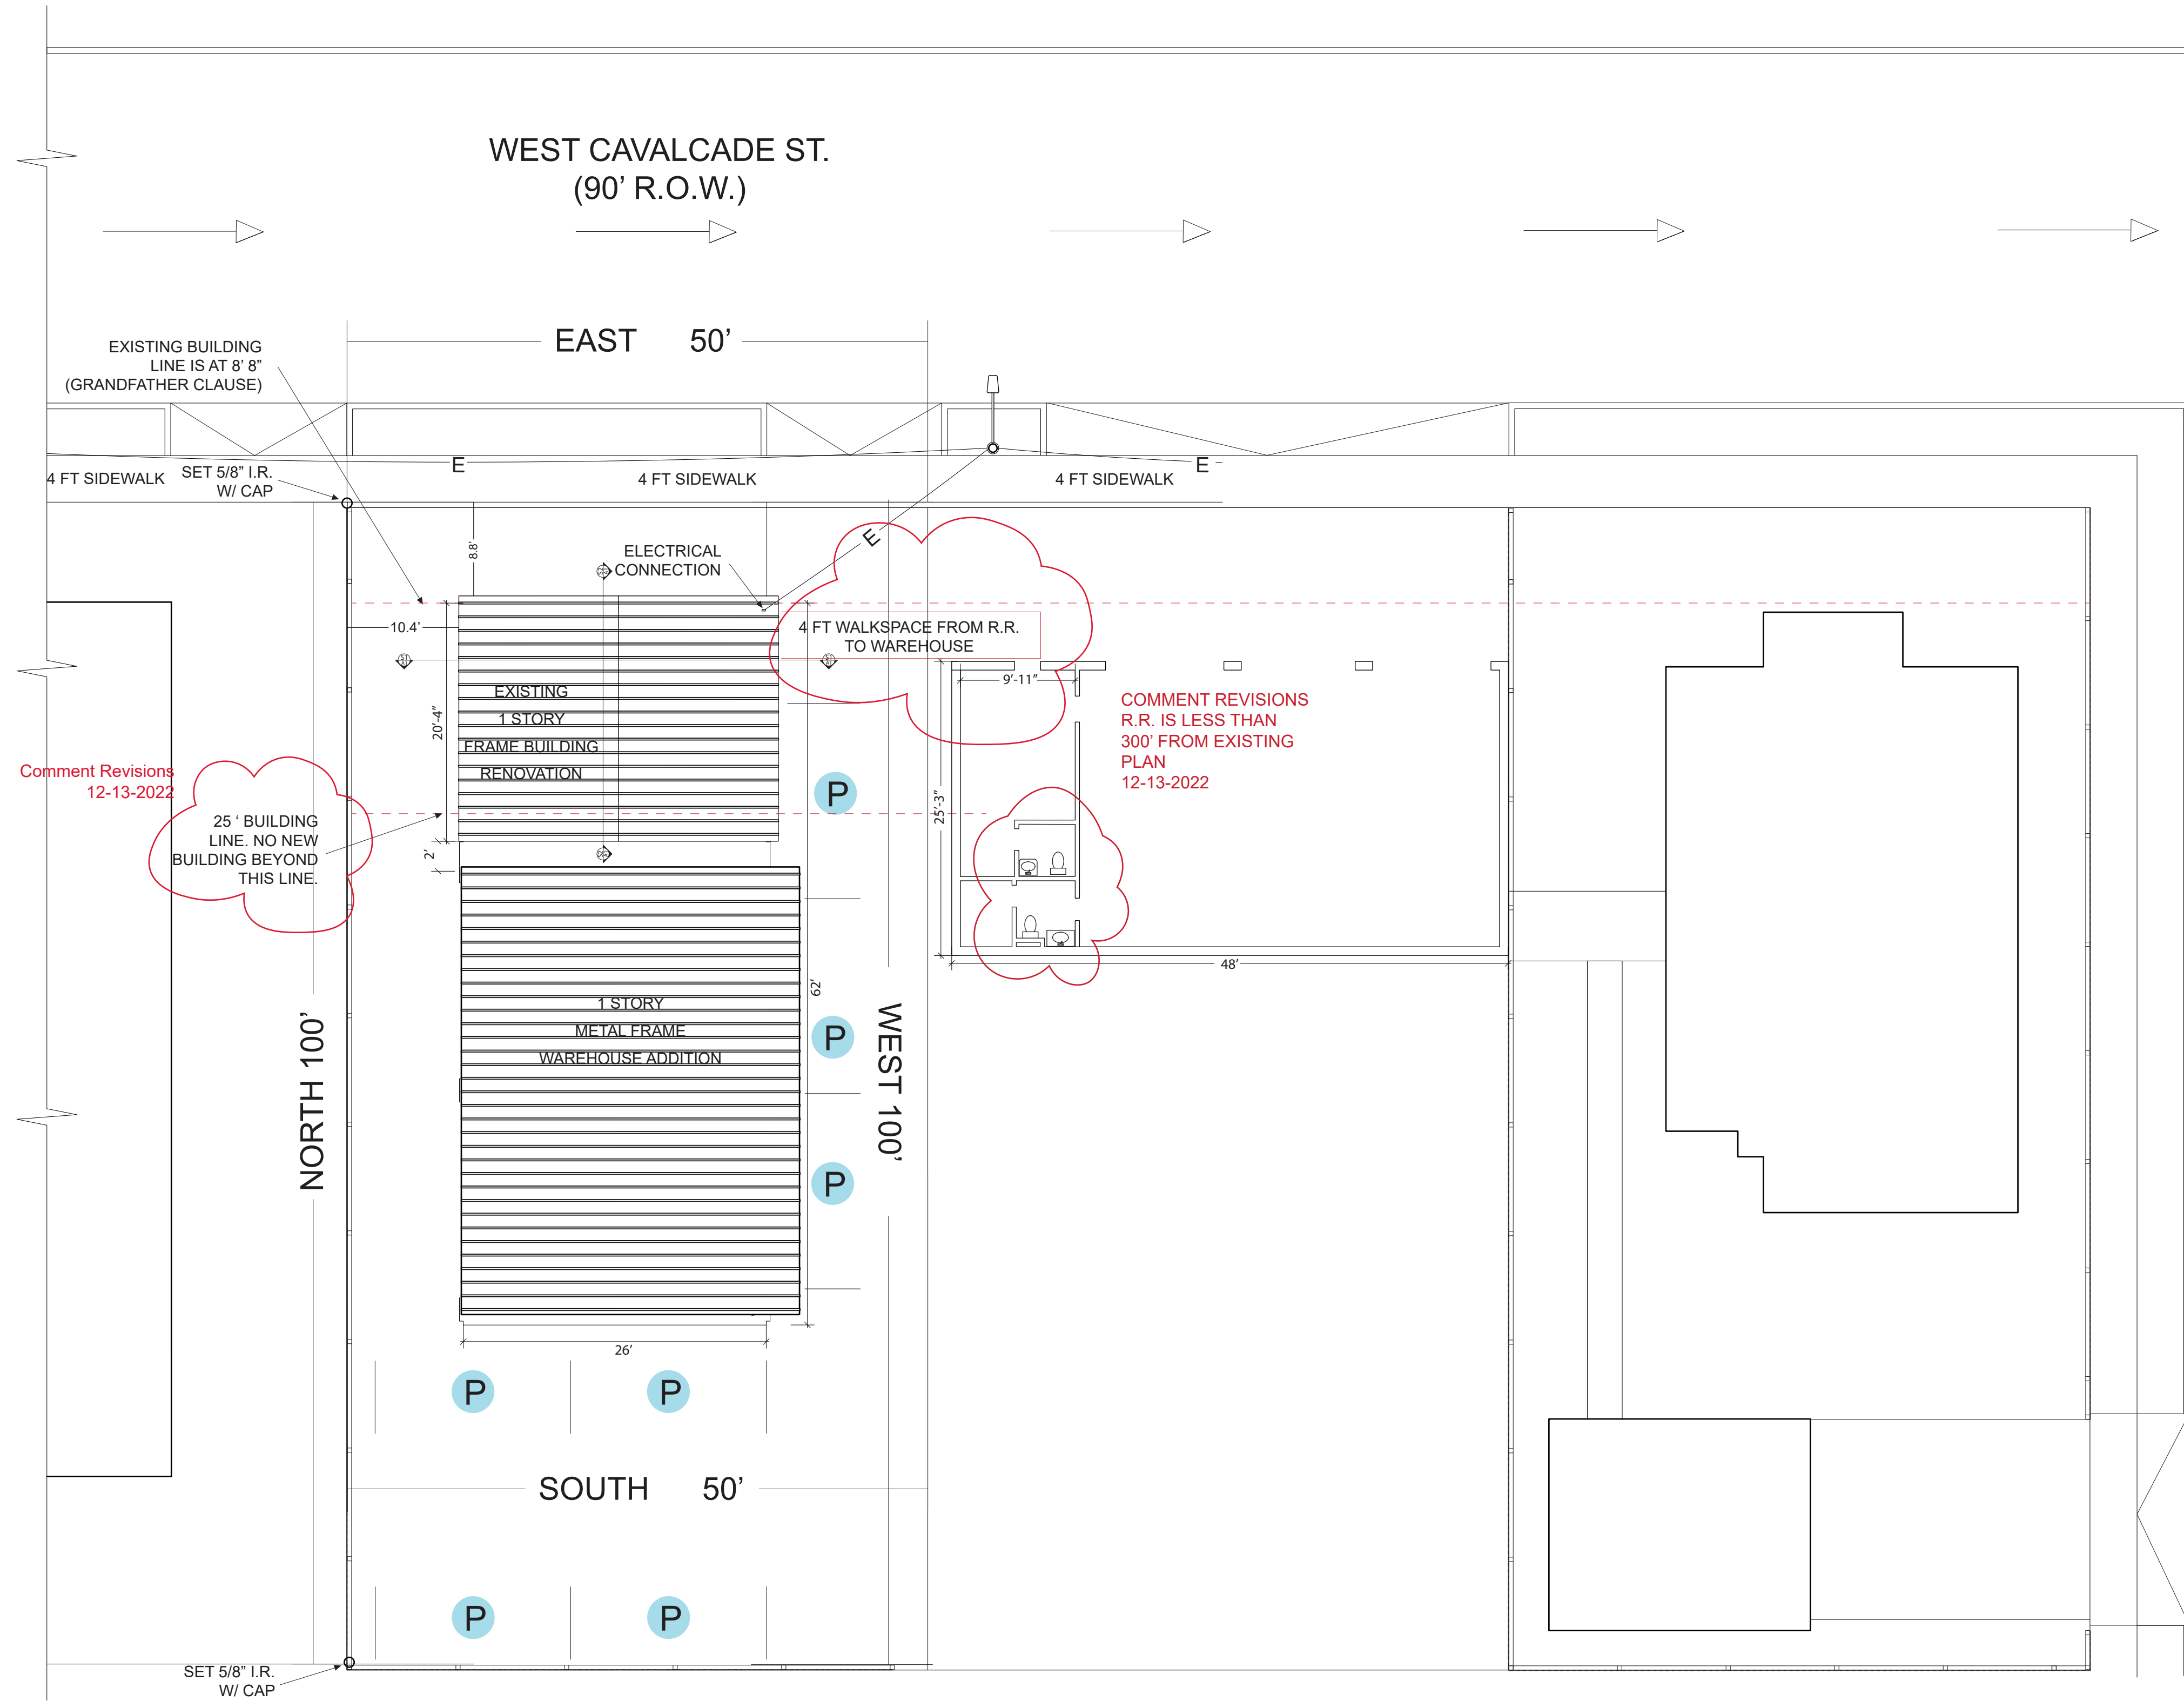 WEST CAVALCADE ST.
(90’ R.O.W.)
EAST 50’
EXISTING BUILDING
LINE IS AT 8’ 8”
(GRANDFATHER CLAUSE)
E
E
4 FT SIDEWALK
SET 5/8” I.R.
W/ CAP
4 FT SIDEWALK
4 FT SIDEWALK
8.8’
E
ELECTRICAL
CONNECTION
10.4’
4 FT WALKSPACE FROM R.R.
TO WAREHOUSE
9’-11”
EXISTING
1 STORY
FRAME BUILDING
RENOVATION
20’-4”
COMMENT REVISIONS
R.R. IS LESS THAN
300’ FROM EXISTING
PLAN
12-13-2022
Comment Revisions
12-13-2022
P
25’-3”
25 ‘ BUILDING
LINE. NO NEW
BUILDING BEYOND
THIS LINE.
2’
48’
62’
1 STORY
METAL FRAME
WAREHOUSE ADDITION
P
NORTH 100’
WEST 100’
P
26’
P
P
SOUTH 50’
P
P
SET 5/8” I.R.
W/ CAP